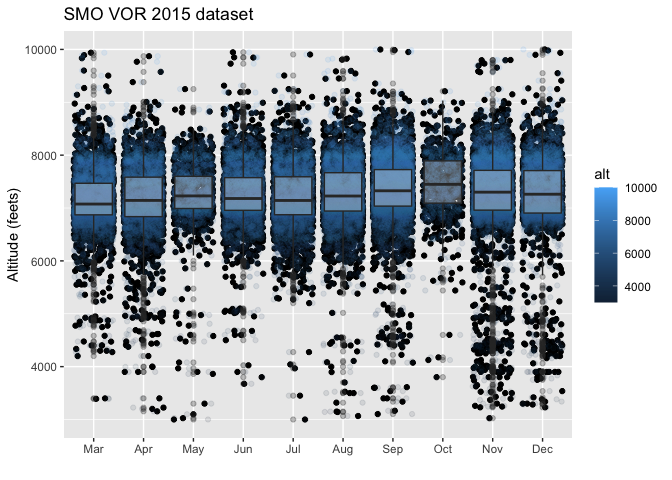 SMO VOR 2015 dataset
Altitude (feets)
10000
8000
6000
4000
Mar Apr May Jun Jul Aug Sep Oct Nov Dec
alt
10000
8000
6000
4000